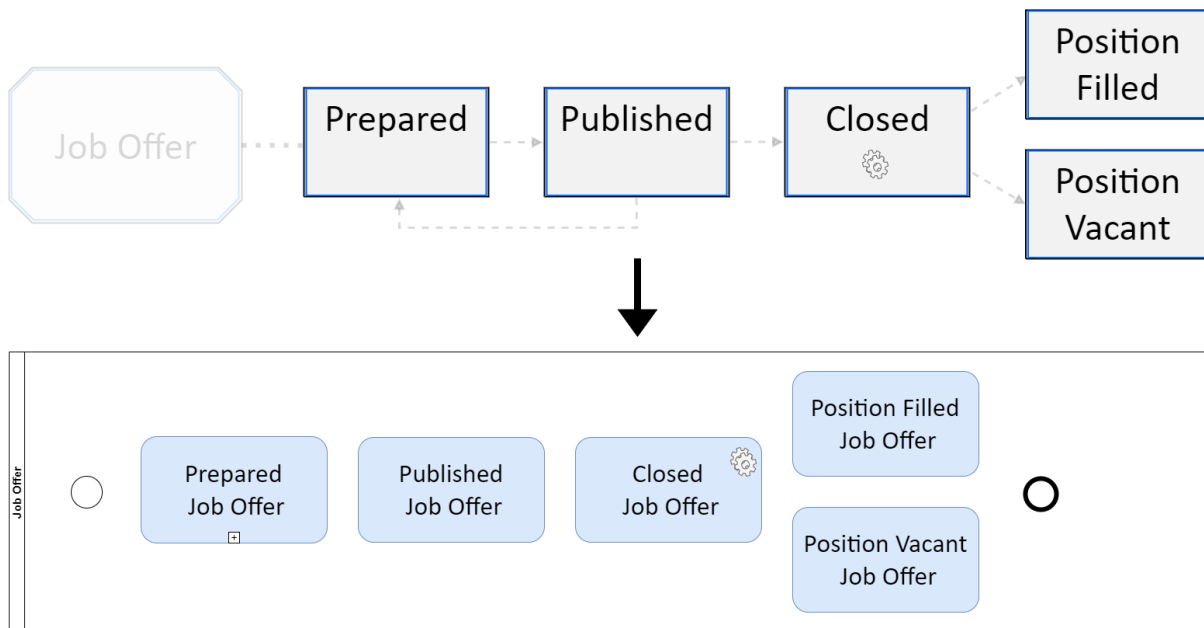 Job Offer
Prepared
Published
Closed
Position
Filled
Position
Vacant
Job Offer
Prepared
Job Offer
Published
Job Offer
Closed
Job Offer
Position Filled
Job Offer
Position Vacant
Job Offer